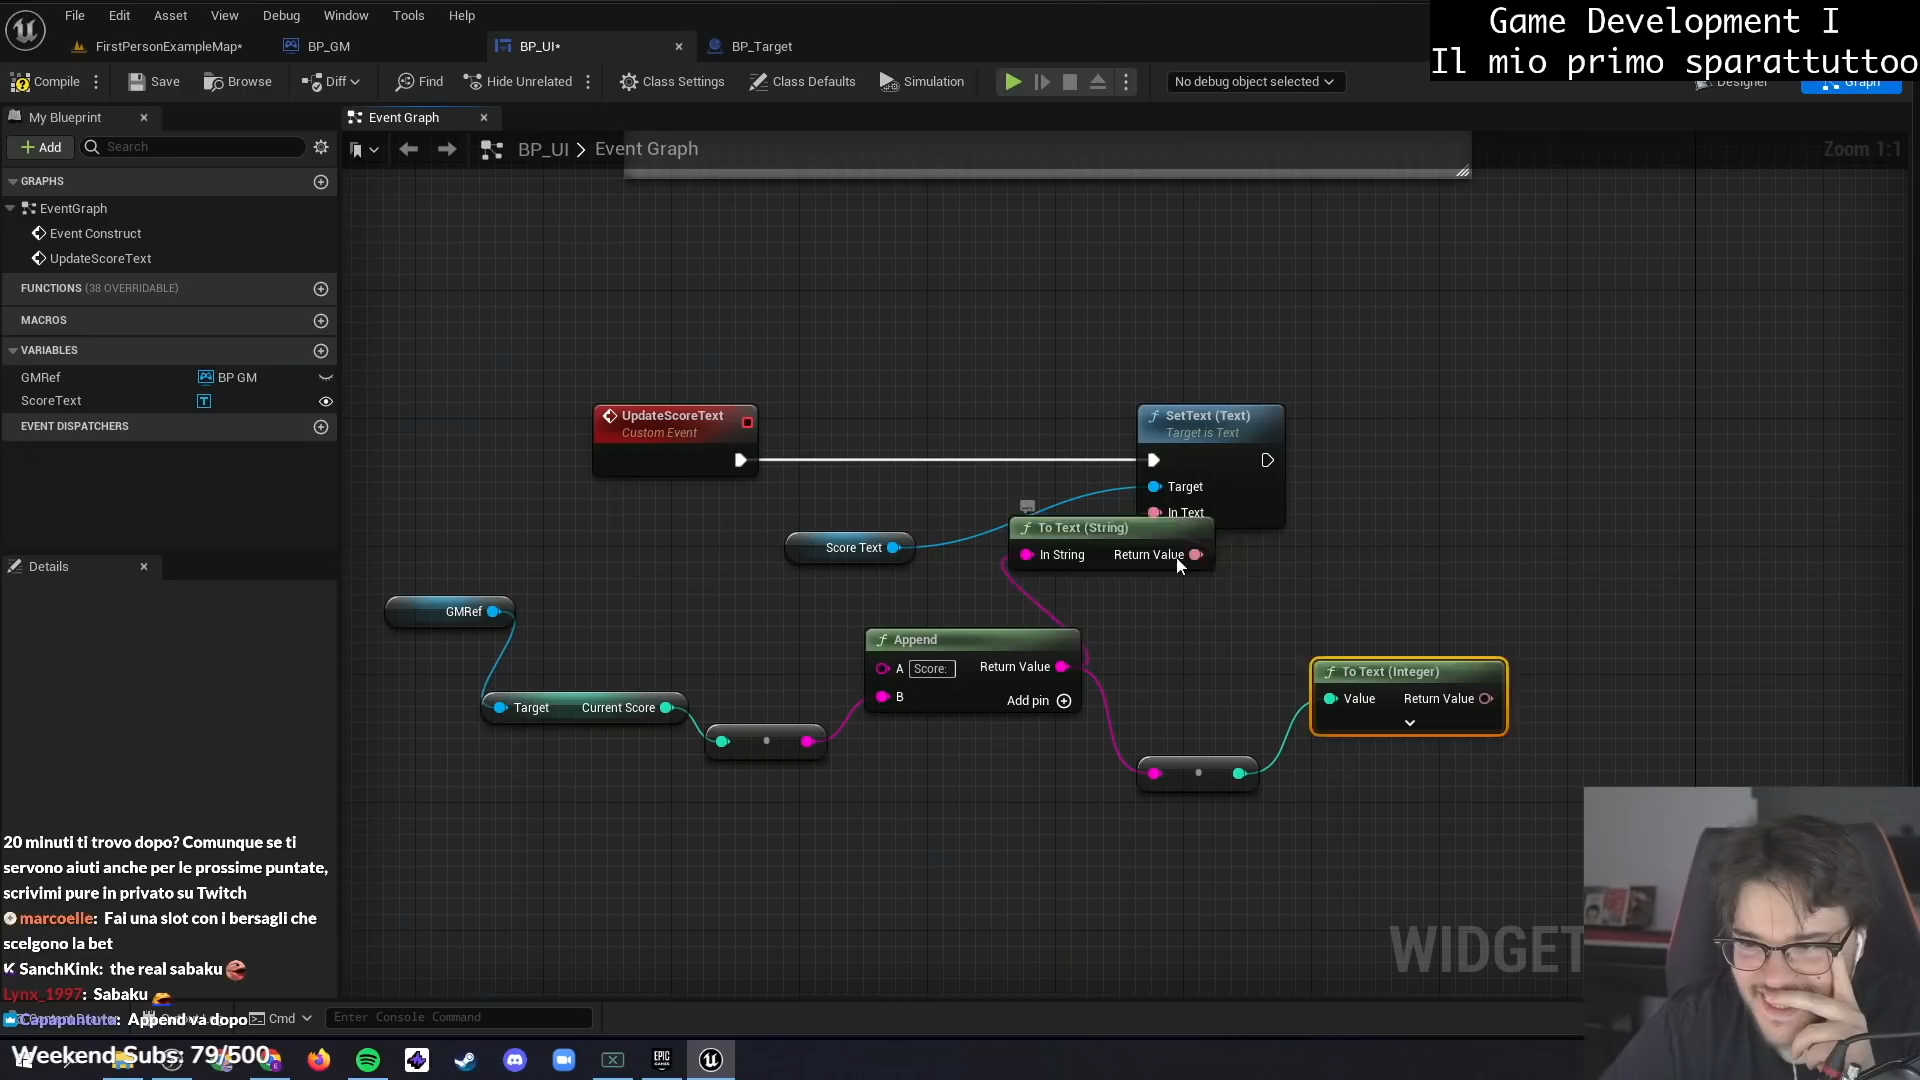 File Edit Asset View Debug Window Tools Help
Game Development I
Il mio primo sparattuttoo
FirstPersonExampleMap* BP_GM BP_UI* BP_Target
Compile Save Browse Diff Find Hide Unrelated Class Settings Class Defaults Simulation No debug object selected Designer Graph
My Blueprint Event Graph
Add Search BP_UI > Event Graph Zoom 1:1
GRAPHS
EventGraph
Event Construct
UpdateScoreText
FUNCTIONS (38 OVERRIDABLE)
MACROS
VARIABLES
GMRef BP GM
ScoreText
EVENT DISPATCHERS
Details
UpdateScoreText
Custom Event
SetText (Text)
Target is Text
Target
In Text
To Text (String)
In String Return Value
Score Text
GMRef
Target Current Score
Append
A Score: Return Value
B Add pin
To Text (Integer)
Value Return Value
WIDGET
20 minuti ti trovo dopo? Comunque se ti
servono aiuti anche per le prossime puntate,
scrivimi pure in privato su Twitch
marcoelle: Fai una slot con i bersagli che
scelgono la bet
SanchKink: the real sabaku
Lynx_1997: Sabaku
Capapuntuta: Append va dopo
Cmd Enter Console Command
Weekend Subs: 79/500
EPIC GAMES